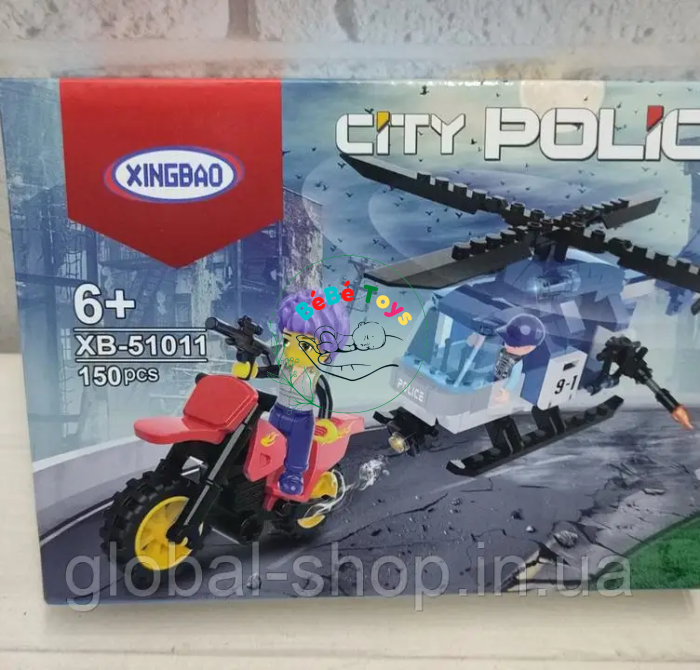 XINGBAO
CITY POLIC
6+
XB-51011
150pcs
BéBé Toys
POLICE
9-1
global-shop.in.ua